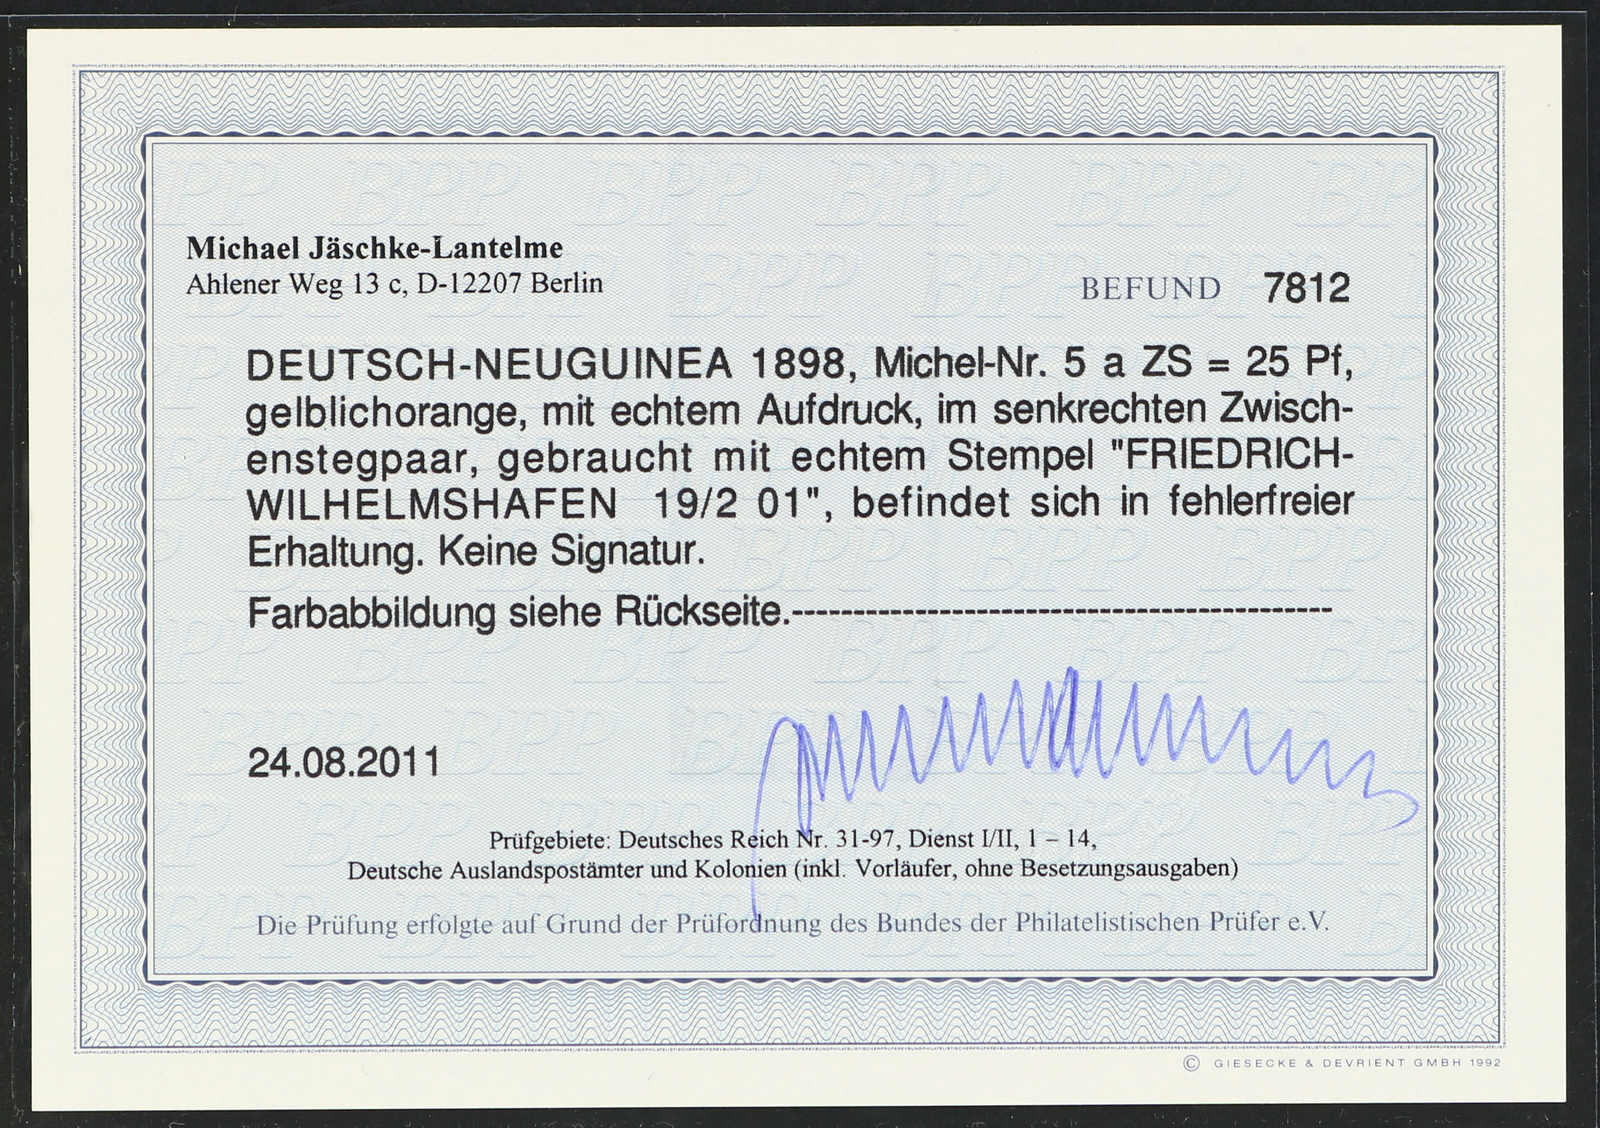 Michael Jäschke-Lantelme
Ahlener Weg 13 c, D-12207 Berlin
BEFUND 7812
DEUTSCH-NEUGUINEA 1898, Michel-Nr. 5 a ZS = 25 Pf,
gelblichorange, mit echtem Aufdruck, im senkrechten Zwisch-
enstegpaar, gebraucht mit echtem Stempel "FRIEDRICH-
WILHELMSHAFEN 19/2 01", befindet sich in fehlerfreier
Erhaltung. Keine Signatur.
Farbabbildung siehe Rückseite.--------------------------------------------
24.08.2011
Prüfgebiete: Deutsches Reich Nr. 31-97, Dienst I/II, 1 – 14,
Deutsche Auslandspostämter und Kolonien (inkl. Vorläufer, ohne Besetzungsausgaben)
Die Prüfung erfolgte auf Grund der Prüfordnung des Bundes der Philatelistischen Prüfer e.V.
© GIESECKE & DEVRIENT GMBH 1992